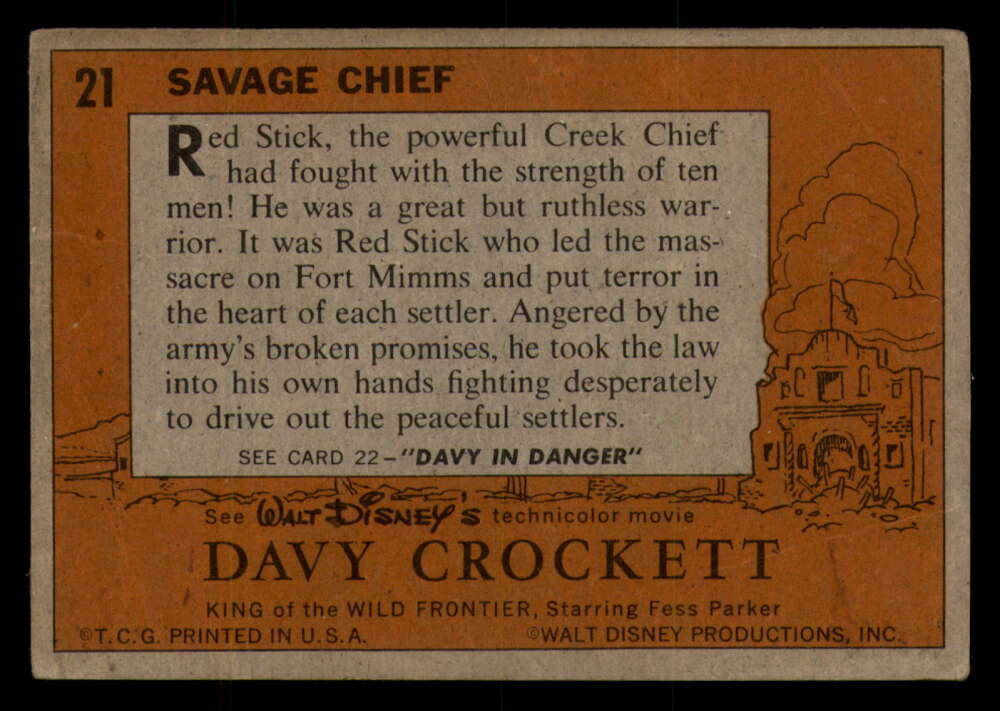 21 SAVAGE CHIEF
Red Stick, the powerful Creek Chief
had fought with the strength of ten
men! He was a great but ruthless war-
rior. It was Red Stick who led the mas-
sacre on Fort Mimms and put terror in
the heart of each settler. Angered by the
army's broken promises, he took the law
into his own hands fighting desperately
to drive out the peaceful settlers.
SEE CARD 22-"DAVY IN DANGER"
See WALT DISNEY'S technicolor movie
DAVY CROCKETT
KING of the WILD FRONTIER, Starring Fess Parker
©T.C.G. PRINTED IN U.S.A. ©WALT DISNEY PRODUCTIONS, INC.